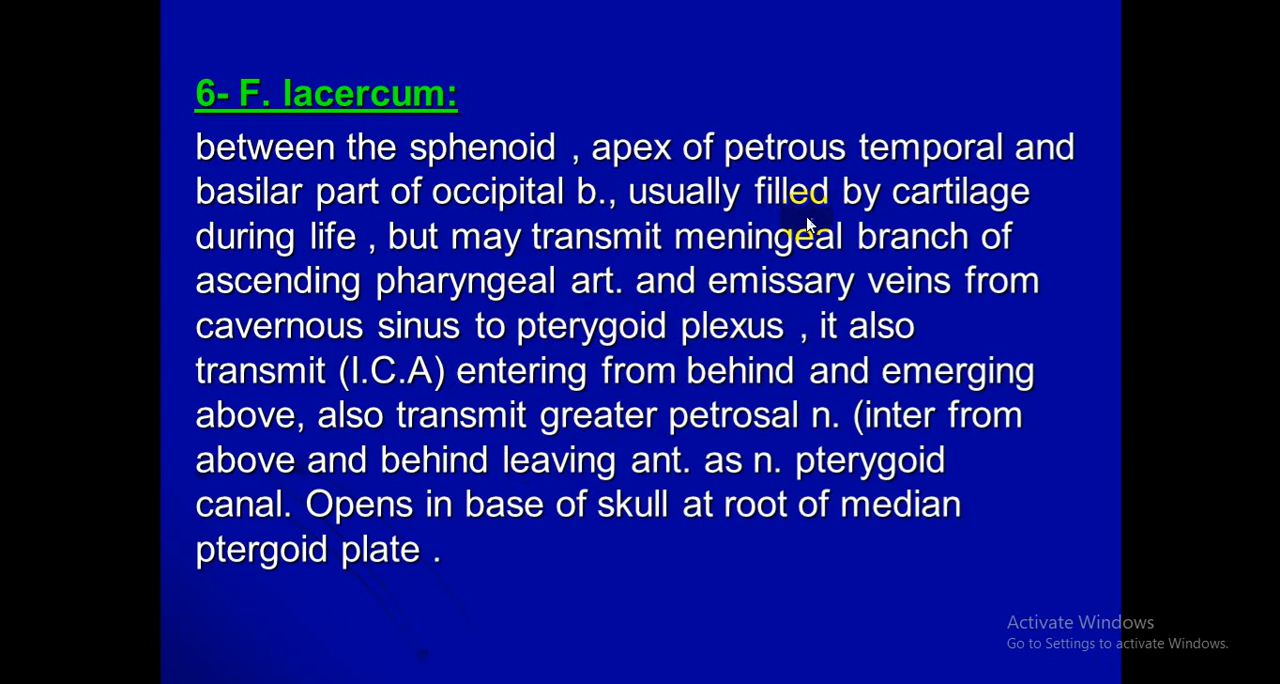 6- F. lacercum:
between the sphenoid , apex of petrous temporal and
basilar part of occipital b., usually filled by cartilage
during life , but may transmit meningeal branch of
ascending pharyngeal art. and emissary veins from
cavernous sinus to pterygoid plexus , it also
transmit (I.C.A) entering from behind and emerging
above, also transmit greater petrosal n. (inter from
above and behind leaving ant. as n. pterygoid
canal. Opens in base of skull at root of median
ptergoid plate .
Activate Windows
Go to Settings to activate Windows.